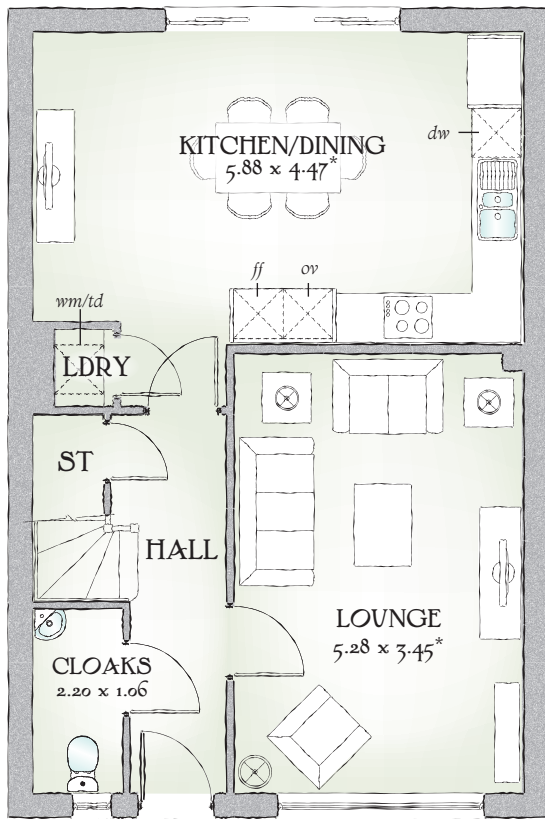 KITCHEN/DINING
5.88 x 4.47*
dw
ff
ov
wm/td
LDRY
ST
HALL
LOUNGE
5.28 x 3.45*
CLOAKS
2.20 x 1.06